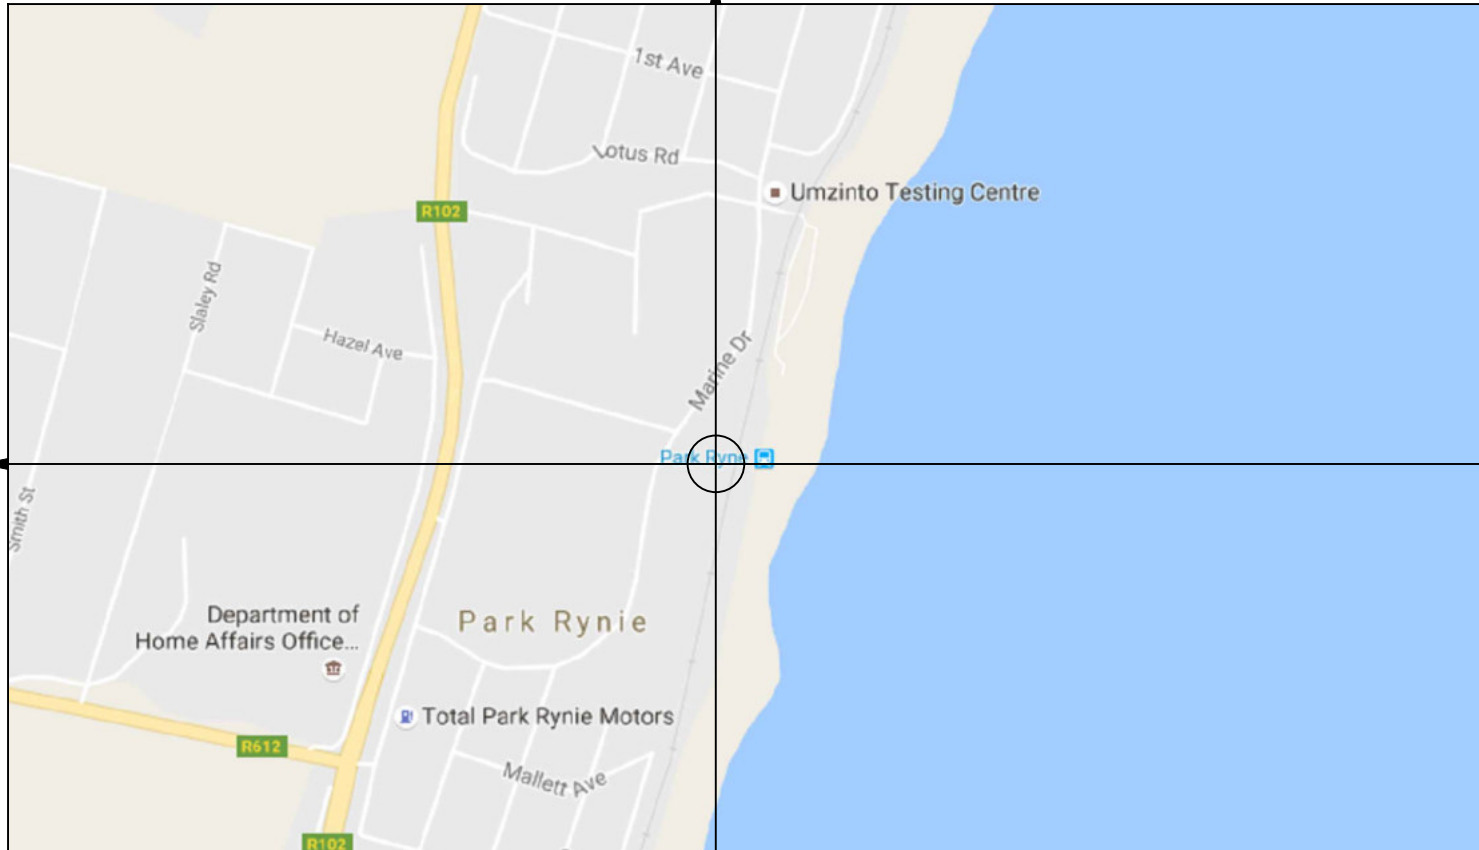 1st Ave
Lotus Rd
Umzinto Testing Centre
R102
Slaley Rd
Hazel Ave
Marine Dr
Park Ryne
Smith St
Department of
Home Affairs Office...
Park Rynie
Total Park Rynie Motors
R612
Mallett Ave
R102